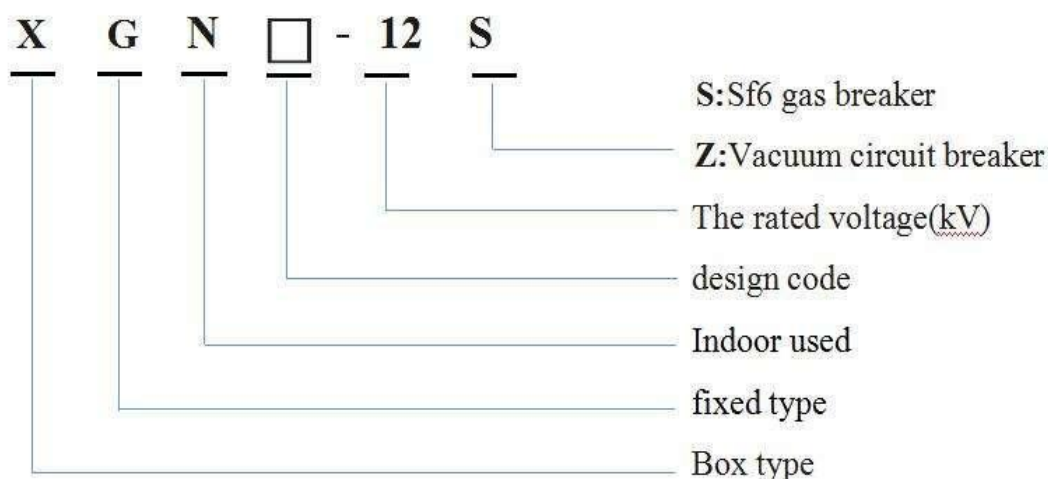 X G N □ - 12 S
S:Sf6 gas breaker
Z:Vacuum circuit breaker
The rated voltage(kV)
design code
Indoor used
fixed type
Box type